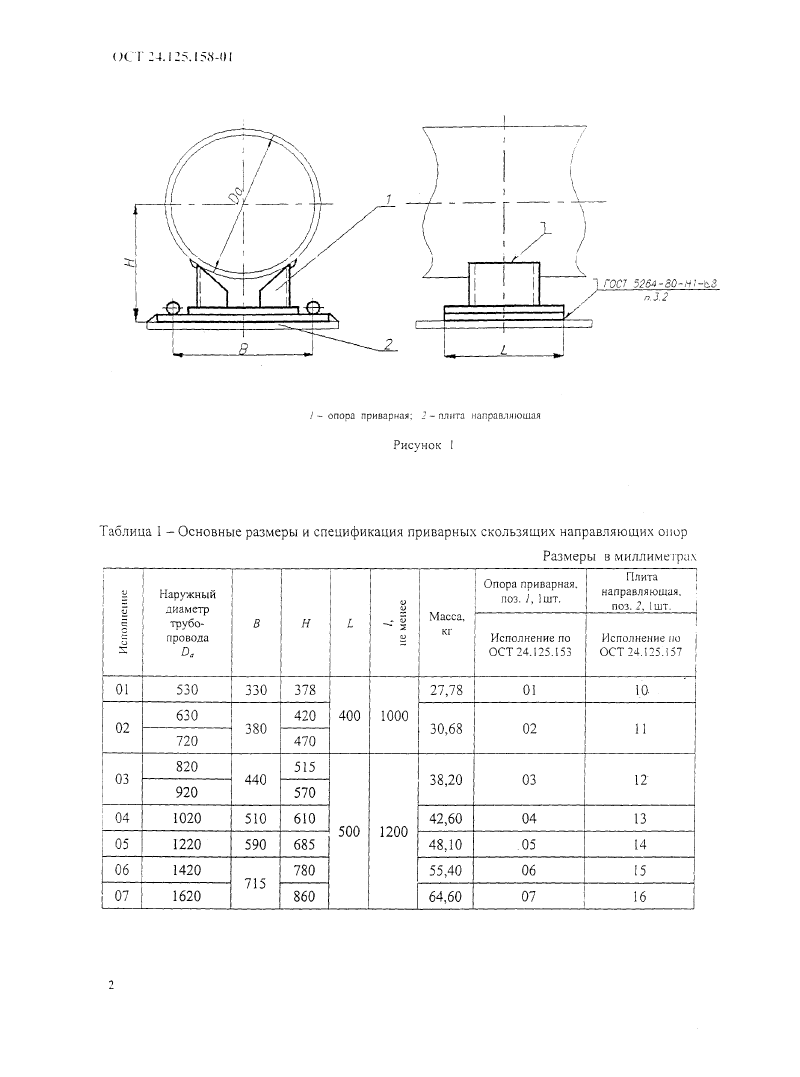 ОСТ 24.125.158-01
Da
H
1
B
2
L
ГОСТ 5264-80-Н1-
п.3.2
1 – опора приварная; 2 – плита направляющая
Рисунок 1
Таблица 1 – Основные размеры и спецификация приварных скользящих направляющих опор
Размеры в миллиметрах
Исполнение
Наружный
диаметр
трубо-
провода
Da
B
H
L
l,
не менее
Масса,
кг
Опора приварная,
поз. 1, 1шт.
Плита
направляющая,
поз. 2, 1шт.
Исполнение по
ОСТ 24.125.153
Исполнение по
ОСТ 24.125.157
01 530 330 378 400 1000 27,78 01 10
02 630 380 420 30,68 02 11
720 470
03 820 440 515 500 1200 38,20 03 12
920 570
04 1020 510 610 42,60 04 13
05 1220 590 685 48,10 05 14
06 1420 715 780 55,40 06 15
07 1620 860 64,60 07 16
2